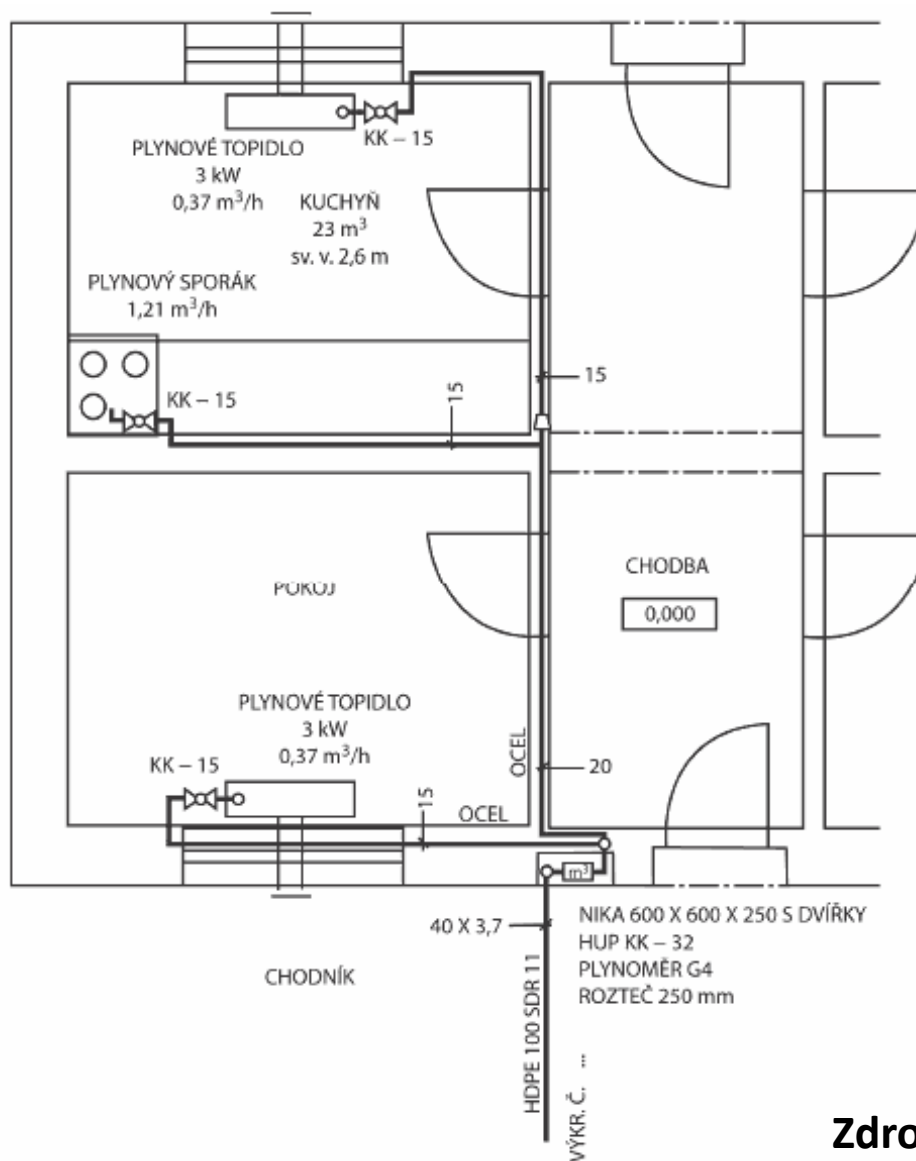 KK – 15
PLYNOVÉ TOPIDLO
3 kW
0,37 m³/h
KUCHYŇ
23 m³
sv. v. 2,6 m
PLYNOVÝ SPORÁK
1,21 m³/h
KK – 15
15
15
CHODBA
0,000
POKOJ
PLYNOVÉ TOPIDLO
3 kW
0,37 m³/h
KK – 15
OCEL
20
15
OCEL
m³
40 X 3,7
NIKA 600 X 600 X 250 S DVÍŘKY
HUP KK – 32
PLYNOMĚR G4
ROZTEČ 250 mm
CHODNÍK
HDPE 100 SDR 11
VÝKR. Č. ...
Zdro